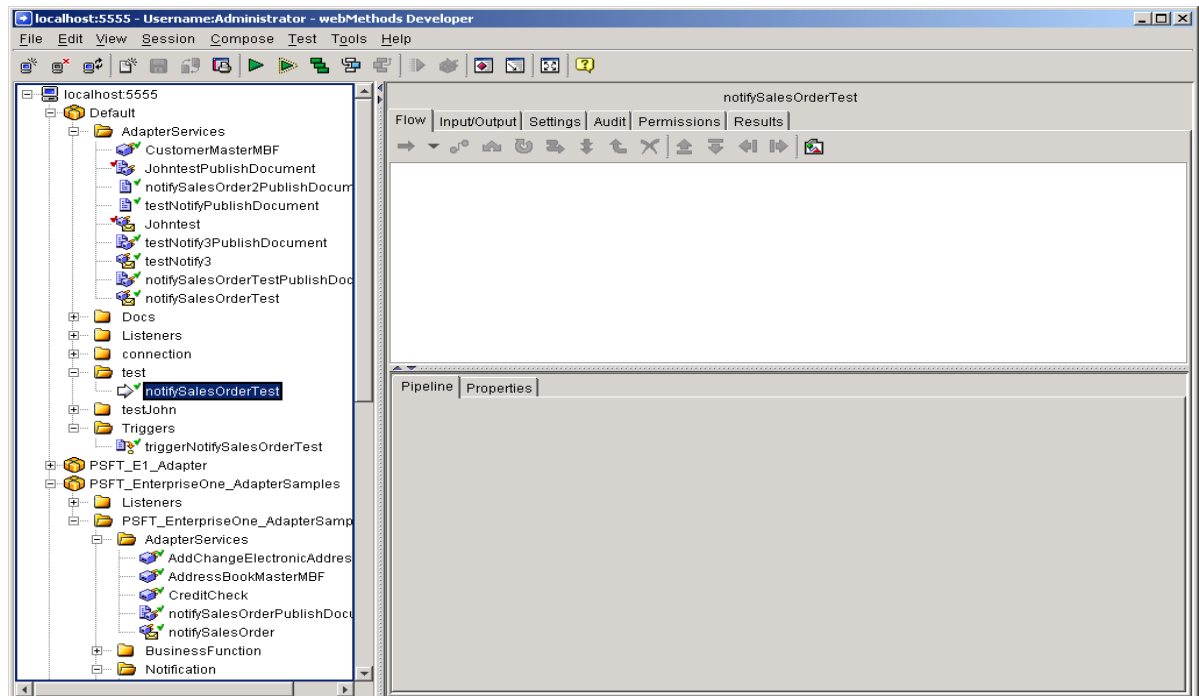 localhost:5555 - Username:Administrator - webMethods Developer
File Edit View Session Compose Test Tools Help
localhost:5555
Default
AdapterServices
CustomerMasterMBF
JohntestPublishDocument
notifySalesOrder2PublishDocum
testNotifyPublishDocument
Johntest
testNotify3PublishDocument
testNotify3
notifySalesOrderTestPublishDoc
notifySalesOrderTest
Docs
Listeners
connection
test
notifySalesOrderTest
testJohn
Triggers
triggerNotifySalesOrderTest
PSFT_E1_Adapter
PSFT_EnterpriseOne_AdapterSamples
Listeners
PSFT_EnterpriseOne_AdapterSamp
AdapterServices
AddChangeElectronicAddres
AddressBookMasterMBF
CreditCheck
notifySalesOrderPublishDocu
notifySalesOrder
BusinessFunction
Notification
notifySalesOrderTest
Flow Input/Output Settings Audit Permissions Results
Pipeline Properties